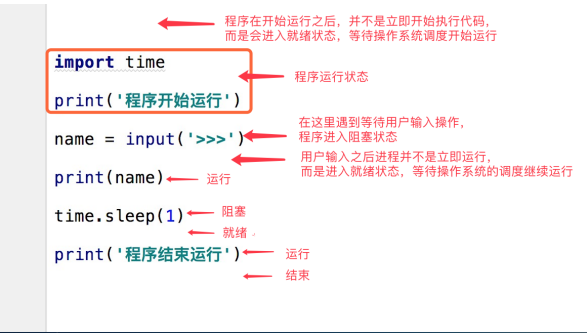 程序在开始运行之后，并不是立即开始执行代码，
而是会进入就绪状态，等待操作系统调度开始运行
import time
程序运行状态
print('程序开始运行')
在这里遇到等待用户输入操作，
程序进入阻塞状态
name = input('>>>')
用户输入之后进程并不是立即运行，
而是进入就绪状态，等待操作系统的调度继续运行
print(name)
运行
time.sleep(1)
阻塞
就绪
print('程序结束运行')
运行
结束